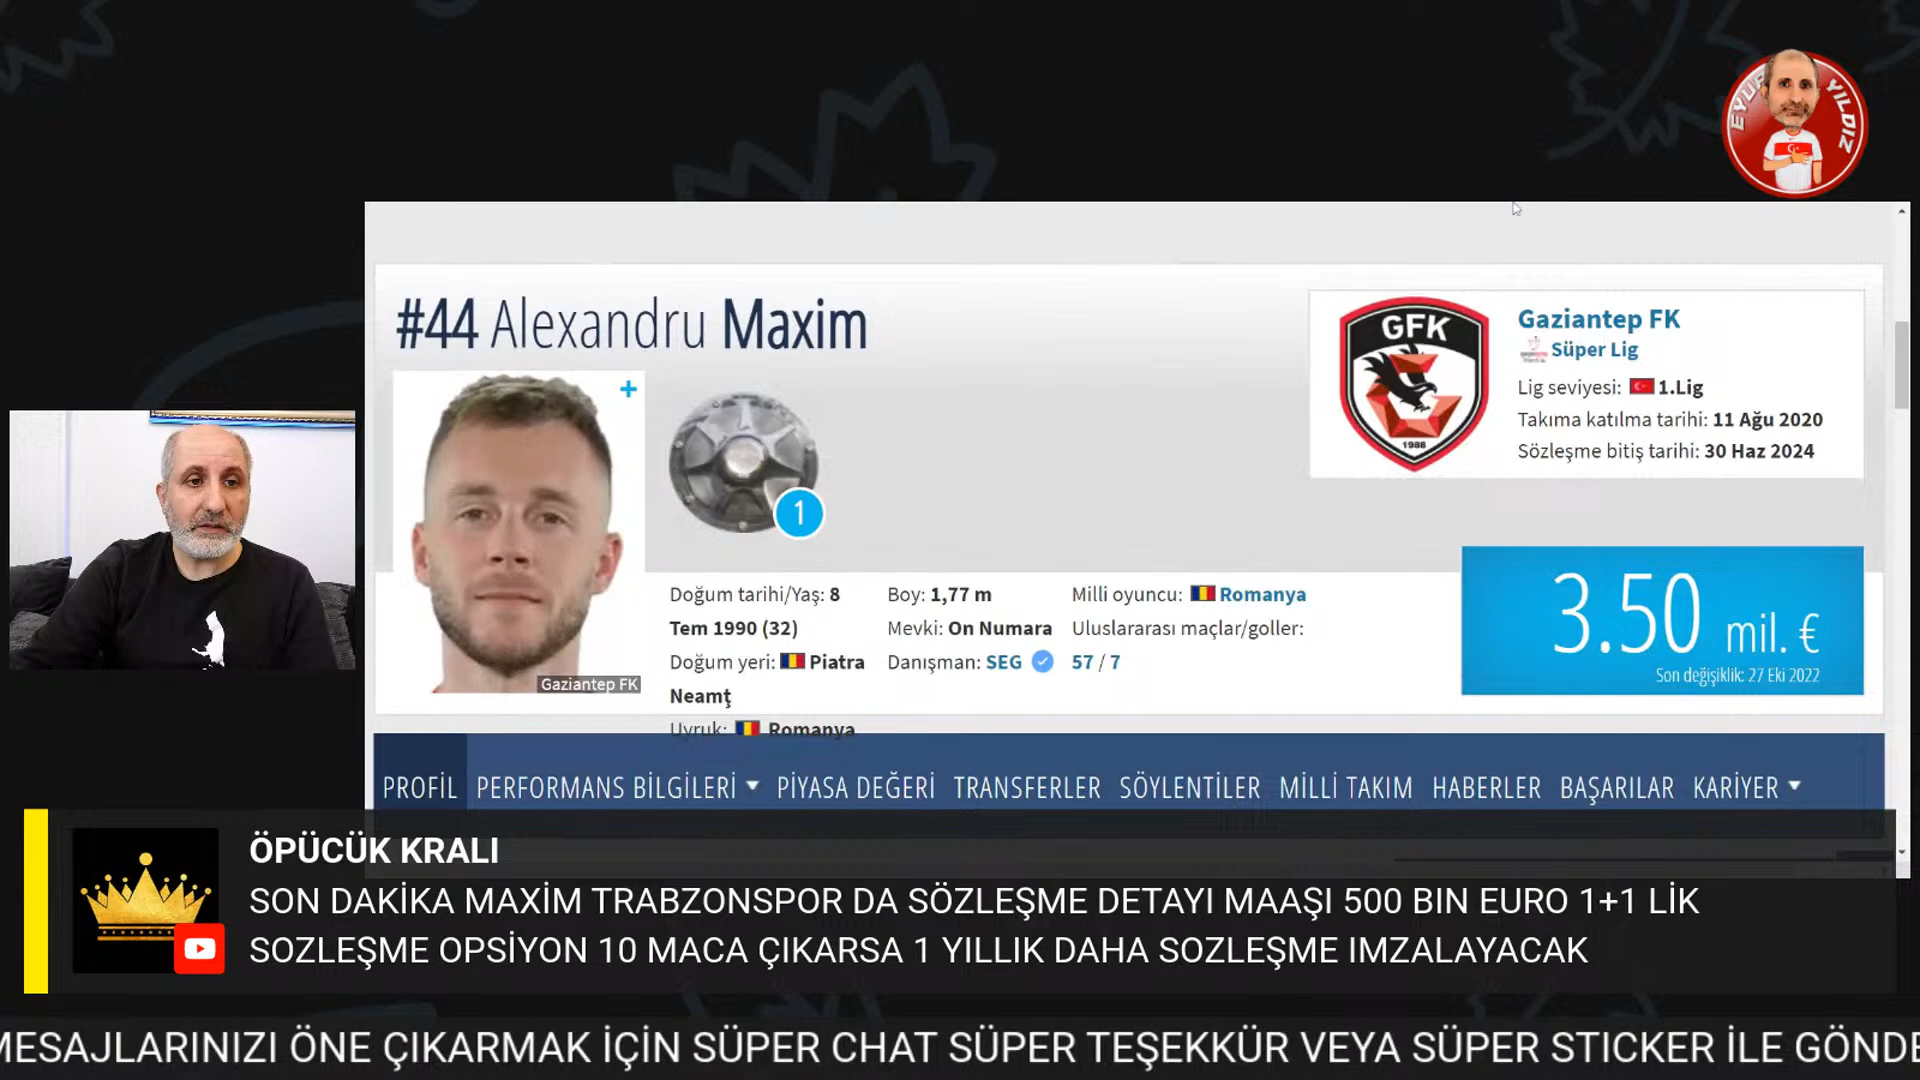 EYÜP YILDIZ
#44 Alexandru Maxim
GFK
1988
Gaziantep FK
Süper Lig
Lig seviyesi: 1.Lig
Takıma katılma tarihi: 11 Ağu 2020
Sözleşme bitiş tarihi: 30 Haz 2024
+
1
Gaziantep FK
Doğum tarihi/Yaş: 8
Tem 1990 (32)
Doğum yeri: Piatra
Neamţ
Uyruk: Romanya
Boy: 1,77 m
Mevki: On Numara
Danışman: SEG
Milli oyuncu: Romanya
Uluslararası maçlar/goller:
57 / 7
3.50 mil. €
Son değişiklik: 27 Eki 2022
PROFİL PERFORMANS BİLGİLERİ PİYASA DEĞERİ TRANSFERLER SÖYLENTİLER MİLLİ TAKIM HABERLER BAŞARILAR KARİYER
ÖPÜCÜK KRALI
SON DAKİKA MAXİM TRABZONSPOR DA SÖZLEŞME DETAYI MAAŞI 500 BIN EURO 1+1 LİK
SOZLEŞME OPSİYON 10 MACA ÇIKARSA 1 YILLIK DAHA SOZLEŞME IMZALAYACAK
MESAJLARINIZI ÖNE ÇIKARMAK İÇİN SÜPER CHAT SÜPER TEŞEKKÜR VEYA SÜPER STICKER İLE GÖNDE